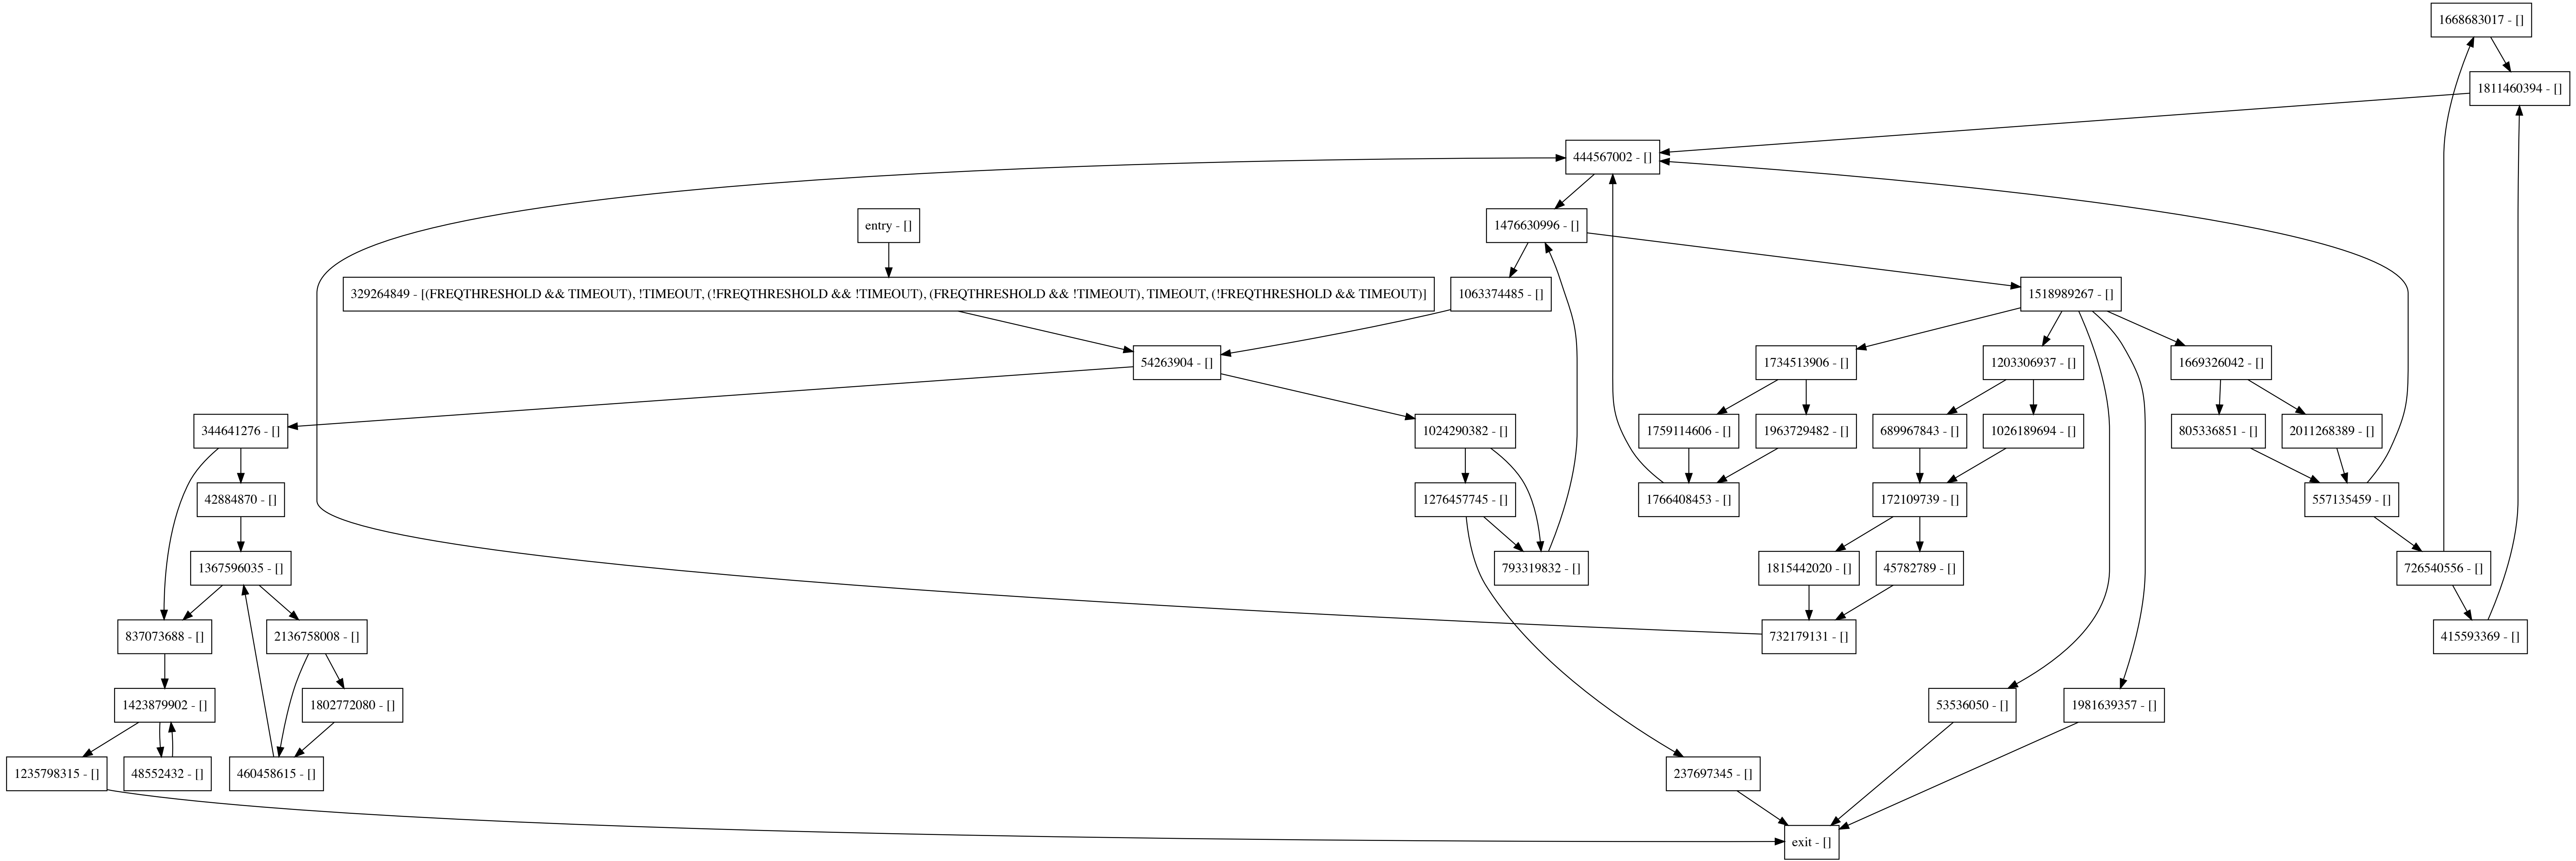 1668683017 - []
1811460394 - []
444567002 - []
entry - []
1476630996 - []
329264849 - [(FREQTHRESHOLD && TIMEOUT), !TIMEOUT, (!FREQTHRESHOLD && !TIMEOUT), (FREQTHRESHOLD && !TIMEOUT), TIMEOUT, (!FREQTHRESHOLD && TIMEOUT)]
1063374485 - []
1518989267 - []
54263904 - []
1734513906 - []
1203306937 - []
1669326042 - []
344641276 - []
1024290382 - []
1759114606 - []
1963729482 - []
689967843 - []
1026189694 - []
805336851 - []
2011268389 - []
42884870 - []
1276457745 - []
1766408453 - []
172109739 - []
557135459 - []
1367596035 - []
793319832 - []
1815442020 - []
45782789 - []
726540556 - []
837073688 - []
2136758008 - []
732179131 - []
415593369 - []
1423879902 - []
1802772080 - []
53536050 - []
1981639357 - []
1235798315 - []
48552432 - []
460458615 - []
237697345 - []
exit - []